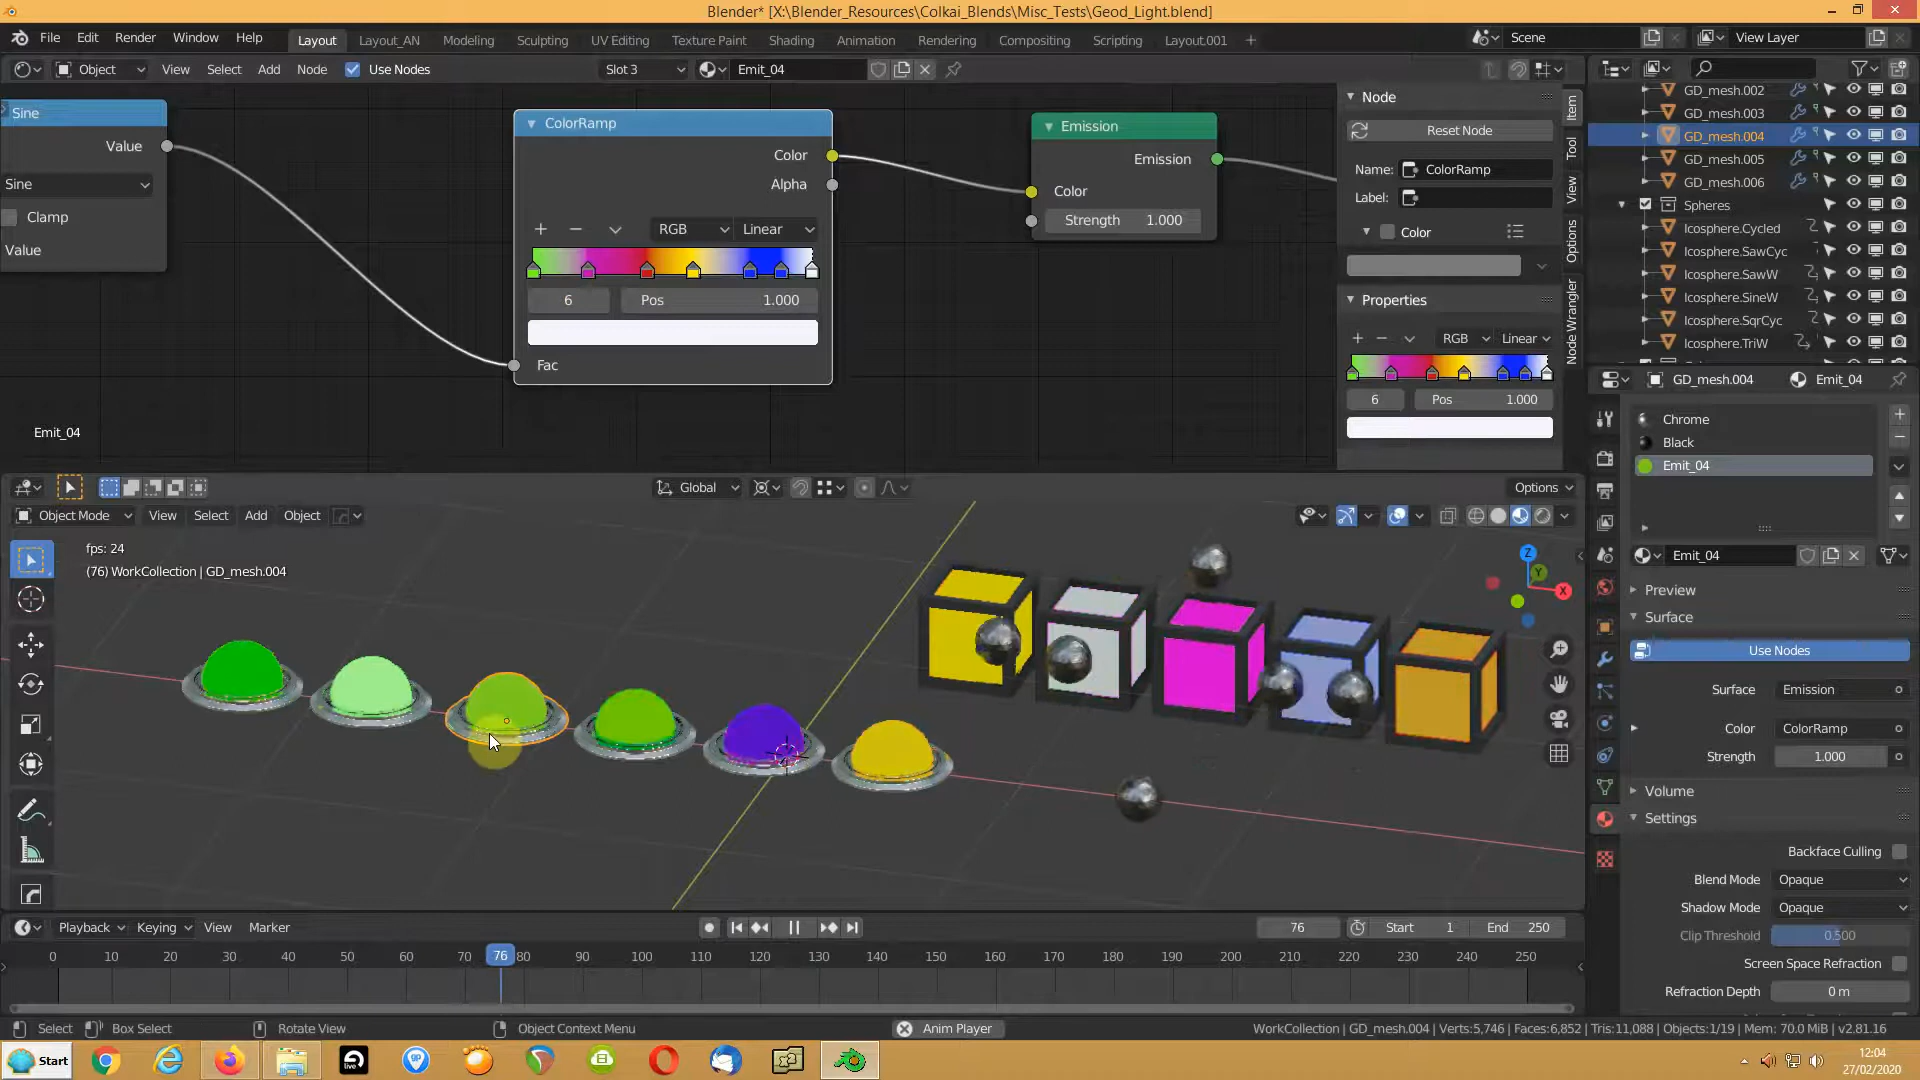 Blender* [X:\Blender_Resources\Colkai_Blends\Misc_Tests\Geod_Light.blend]
File Edit Render Window Help Layout Layout_AN Modeling Sculpting UV Editing Texture Paint Shading Animation Rendering Compositing Scripting Layout.001 + Scene View Layer
Object View Select Add Node Use Nodes Slot 3 Emit_04
Sine
Value
Sine
Clamp
Value
ColorRamp
Color
Alpha
RGB Linear
6 Pos 1.000
Fac
Emission
Emission
Color
Strength 1.000
Emit_04
Node
Reset Node
Name: ColorRamp
Label:
Color
Properties
RGB Linear
6 Pos 1.000
Item
Tool
View
Options
Node Wrangler
GD_mesh.002
GD_mesh.003
GD_mesh.004
GD_mesh.005
GD_mesh.006
Spheres
Icosphere.Cycled
Icosphere.SawCyc
Icosphere.SawW
Icosphere.SineW
Icosphere.SqrCyc
Icosphere.TriW
GD_mesh.004 Emit_04
Chrome
Black
Emit_04
Emit_04
Preview
Surface
Use Nodes
Surface Emission
Color ColorRamp
Strength 1.000
Volume
Settings
Backface Culling
Blend Mode Opaque
Shadow Mode Opaque
Clip Threshold 0.500
Screen Space Refraction
Refraction Depth 0 m
Global Options
Object Mode View Select Add Object
fps: 24
(76) WorkCollection | GD_mesh.004
Z
Y
X
Playback Keying View Marker 76 Start 1 End 250
0 10 20 30 40 50 60 70 76 80 90 100 110 120 130 140 150 160 170 180 190 200 210 220 230 240 250
Select Box Select Rotate View Object Context Menu Anim Player WorkCollection | GD_mesh.004 | Verts:5,746 | Faces:6,852 | Tris:11,088 | Objects:1/19 | Mem: 70.0 MiB | v2.81.16
Start live gp 12:04
27/02/2020